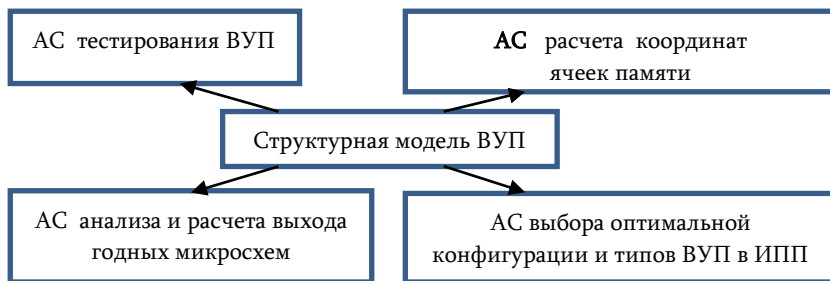 АС тестирования ВУП
АС расчета координат
ячеек памяти
Структурная модель ВУП
АС анализа и расчета выхода
годных микросхем
АС выбора оптимальной
конфигурации и типов ВУП в ИПП